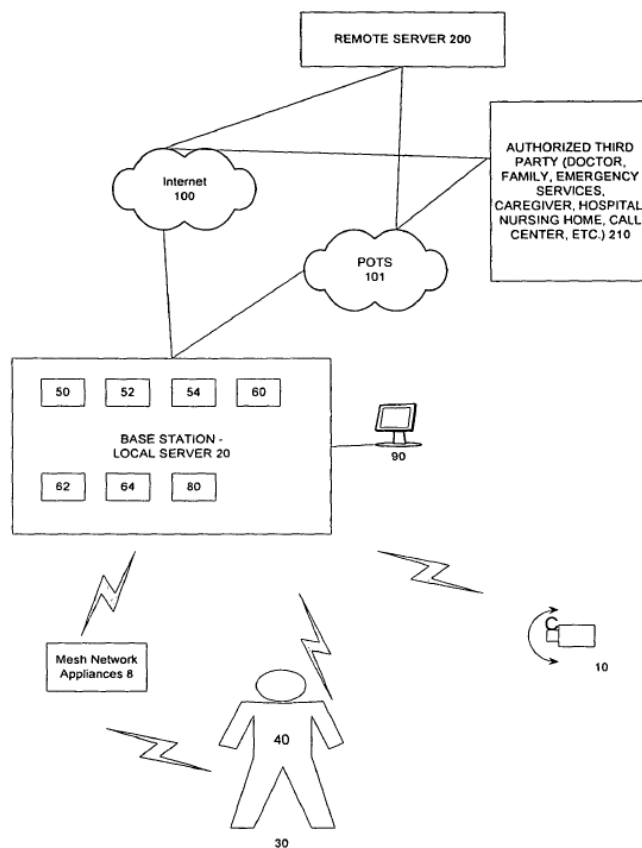 REMOTE SERVER 200
AUTHORIZED THIRD
PARTY (DOCTOR,
FAMILY, EMERGENCY
SERVICES,
CAREGIVER, HOSPITAL,
NURSING HOME, CALL
CENTER, ETC.) 210
Internet
100
POTS
101
50 52 54 60
BASE STATION -
LOCAL SERVER 20
90
62 64 80
Mesh Network
Appliances 8
C
10
40
30